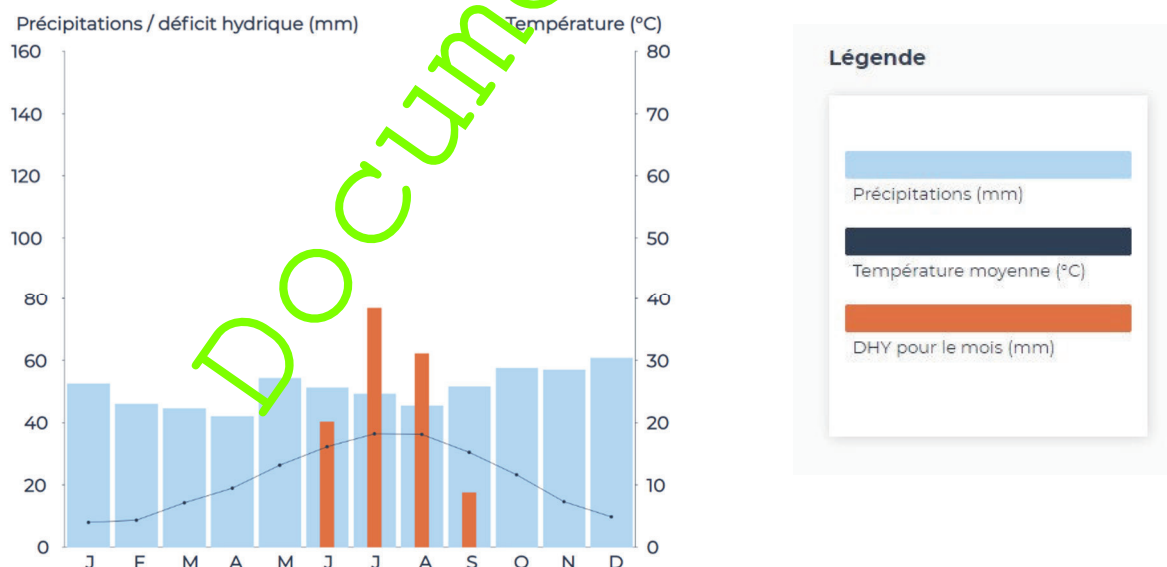 Précipitations / déficit hydrique (mm)
Température (°C)
160
140
120
100
80
60
40
20
0
80
70
60
50
40
30
20
10
0
J F M A M J J A S O N D
Docume
Légende
Précipitations (mm)
Température moyenne (°C)
DHY pour le mois (mm)